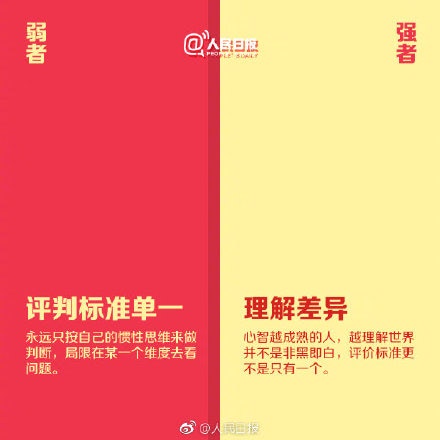 弱者
强者
@人民日报
PEOPLE'S DAILY
评判标准单一
永远只按自己的惯性思维来做
判断，局限在某一个维度去看
问题。
理解差异
心智越成熟的人，越理解世界
并不是非黑即白，评价标准更
不是只有一个。
@人民日报